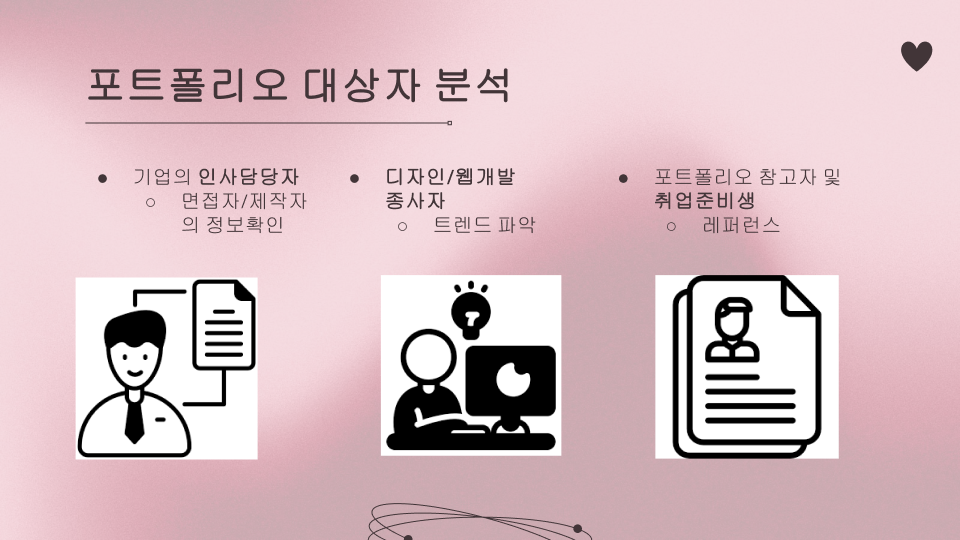 포트폴리오 대상자 분석
● 기업의 인사담당자
○ 면접자/제작자
의 정보확인
● 디자인/웹개발
종사자
○ 트렌드 파악
● 포트폴리오 참고자 및
취업준비생
○ 레퍼런스